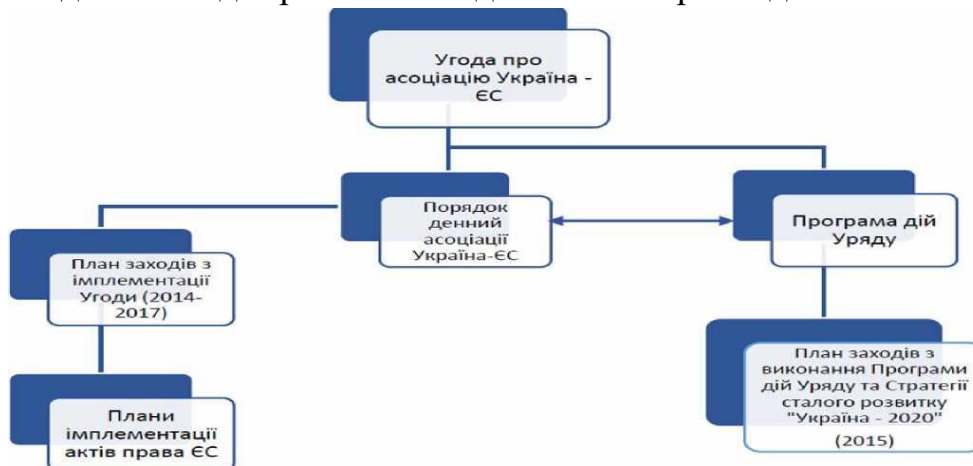 Угода про
асоціацію Україна -
ЄС
Порядок
денний
асоціації
Україна-ЄС
Програма дій
Уряду
План заходів з
імплементації
Угоди (2014-
2017)
План заходів з
виконання Програми
дій Уряду та Стратегії
сталого розвитку
"Україна - 2020"
(2015)
Плани
імплементації
актів права ЄС